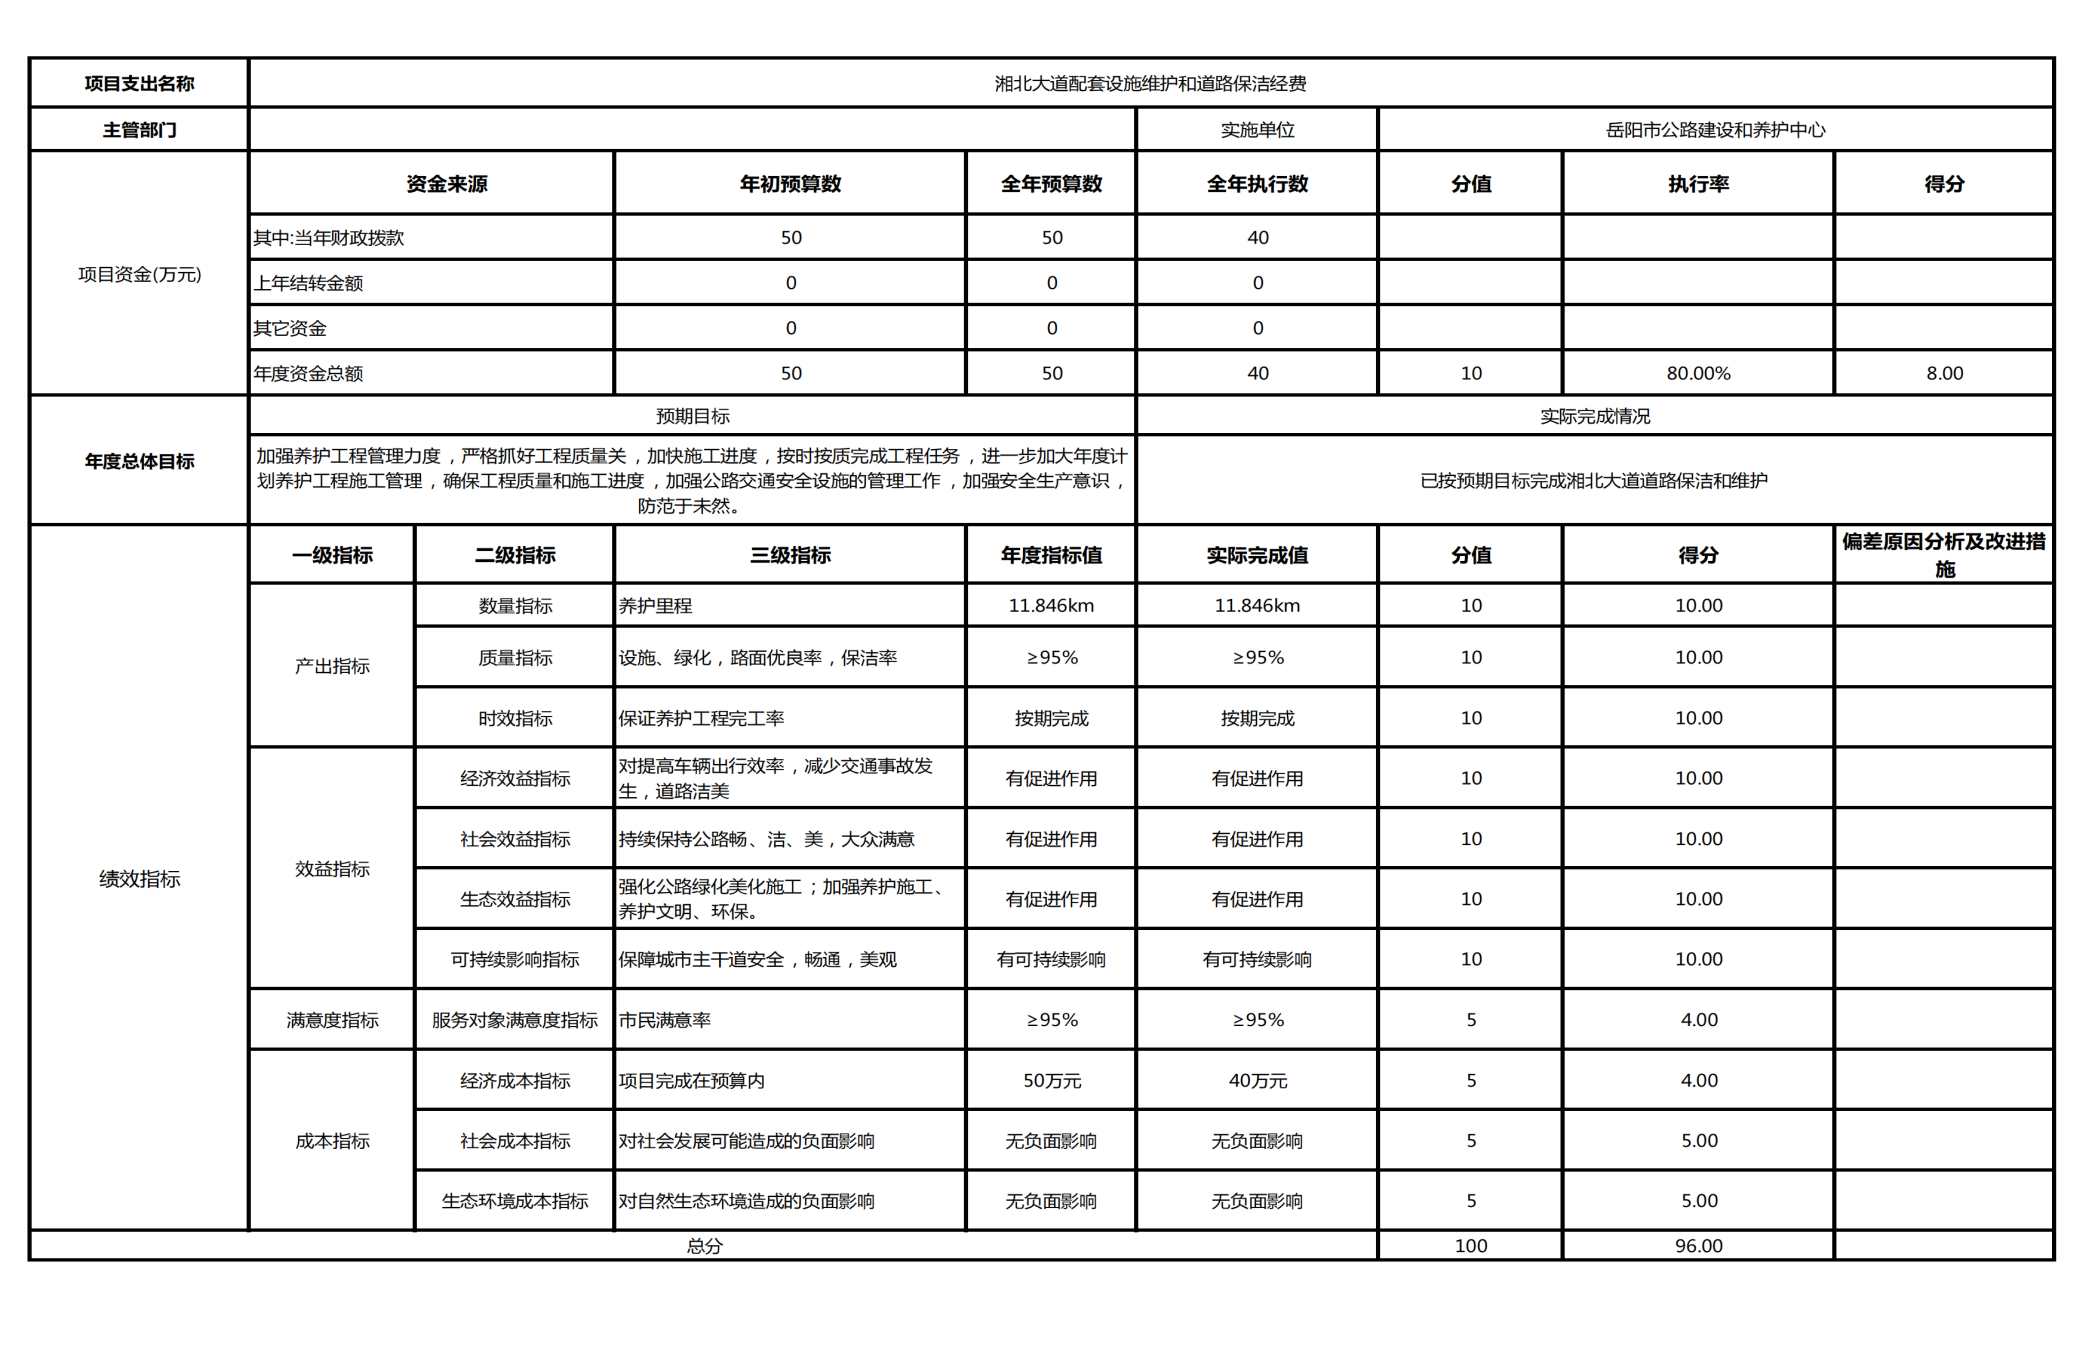 项目支出名称 湘北大道配套设施维护和道路保洁经费
主管部门 实施单位 岳阳市公路建设和养护中心
项目资金(万元)
资金来源 年初预算数 全年预算数 全年执行数 分值 执行率 得分
其中:当年财政拨款 50 50 40
上年结转金额 0 0 0
其它资金 0 0 0
年度资金总额 50 50 40 10 80.00% 8.00
年度总体目标
预期目标 实际完成情况
加强养护工程管理力度，严格抓好工程质量关，加快施工进度，按时按质完成工程任务，进一步加大年度计
划养护工程施工管理，确保工程质量和施工进度，加强公路交通安全设施的管理工作，加强安全生产意识，
防范于未然。
已按预期目标完成湘北大道道路保洁和维护
绩效指标
一级指标 二级指标 三级指标 年度指标值 实际完成值 分值 得分 偏差原因分析及改进措
施
产出指标
数量指标 养护里程 11.846km 11.846km 10 10.00
质量指标 设施、绿化，路面优良率，保洁率 ≥95% ≥95% 10 10.00
时效指标 保证养护工程完工率 按期完成 按期完成 10 10.00
效益指标
经济效益指标 对提高车辆出行效率，减少交通事故发
生，道路洁美 有促进作用 有促进作用 10 10.00
社会效益指标 持续保持公路畅、洁、美，大众满意 有促进作用 有促进作用 10 10.00
生态效益指标 强化公路绿化美化施工；加强养护施工、
养护文明、环保。 有促进作用 有促进作用 10 10.00
可持续影响指标 保障城市主干道安全，畅通，美观 有可持续影响 有可持续影响 10 10.00
满意度指标 服务对象满意度指标 市民满意率 ≥95% ≥95% 5 4.00
成本指标
经济成本指标 项目完成在预算内 50万元 40万元 5 4.00
社会成本指标 对社会发展可能造成的负面影响 无负面影响 无负面影响 5 5.00
生态环境成本指标 对自然生态环境造成的负面影响 无负面影响 无负面影响 5 5.00
总分 100 96.00